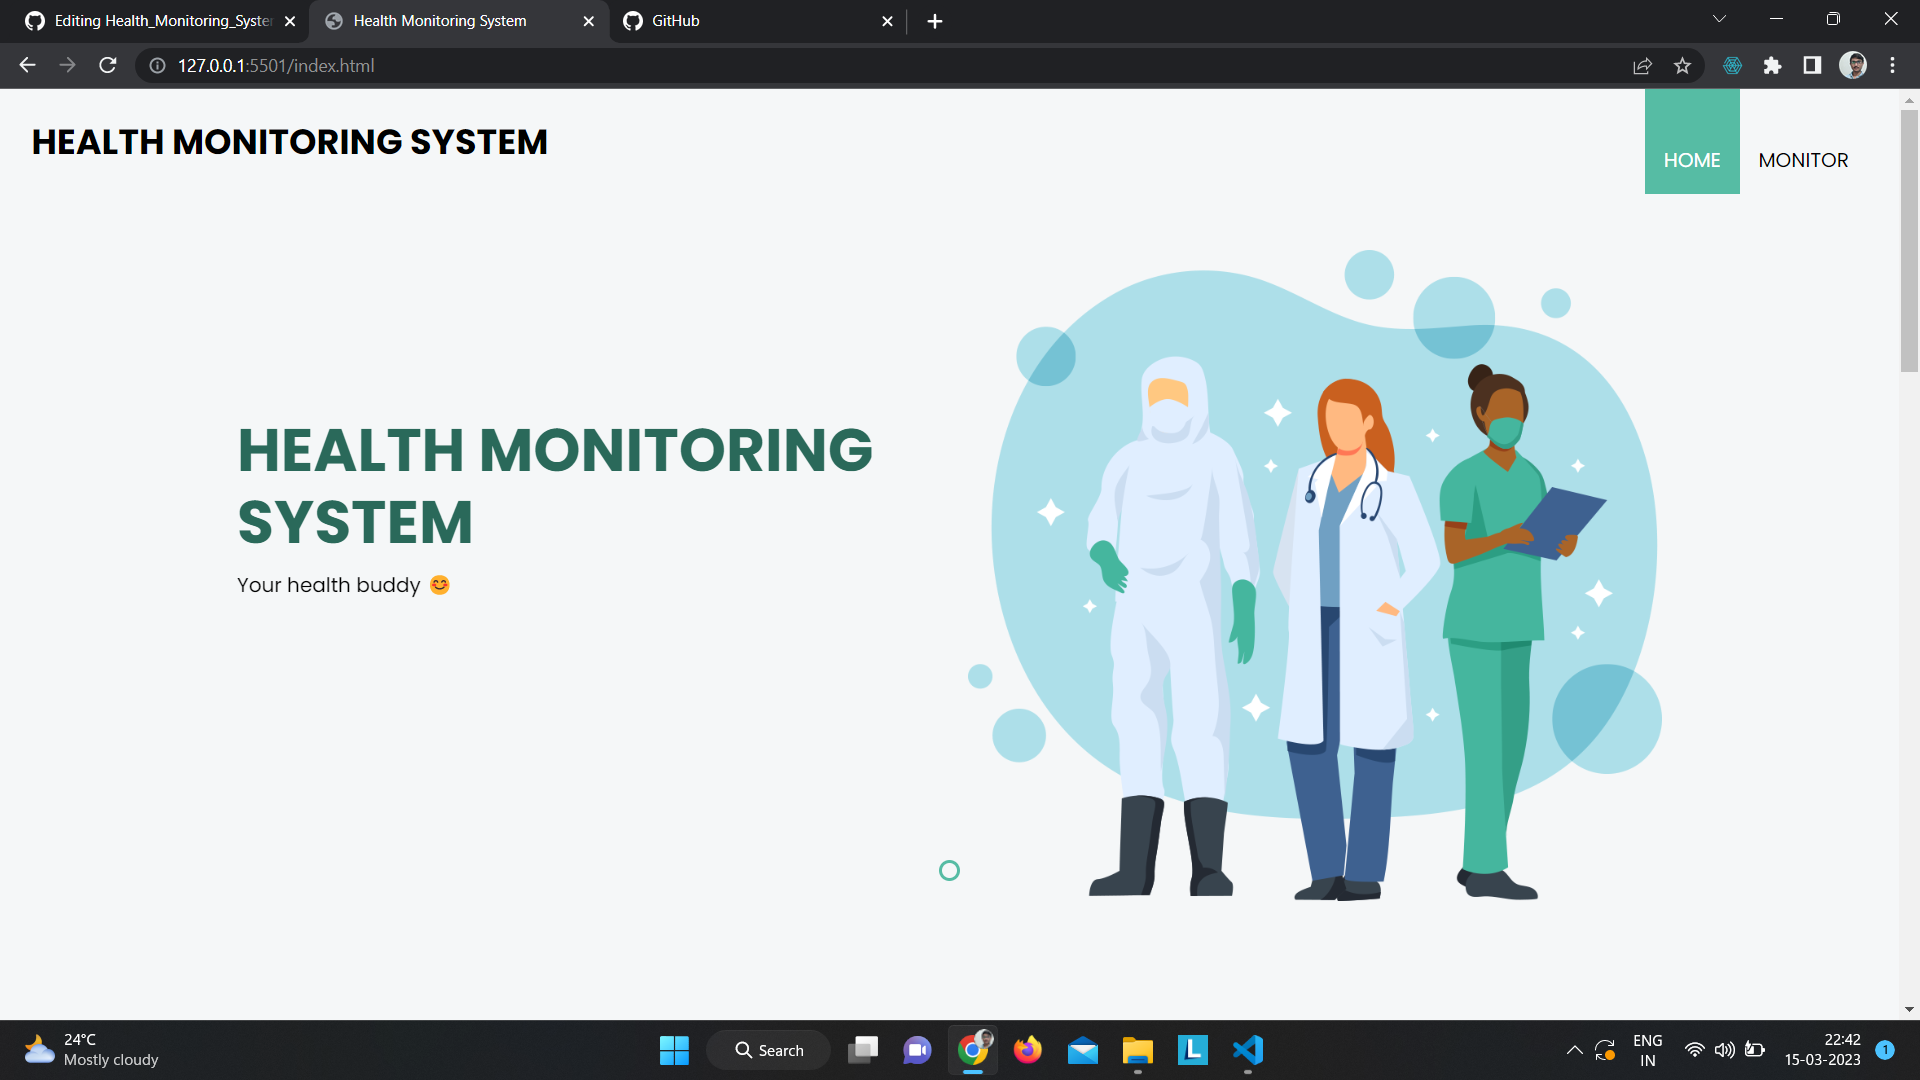 Editing Health_Monitoring_Syste
Health Monitoring System
GitHub
127.0.0.1:5501/index.html
HEALTH MONITORING SYSTEM
HOME
MONITOR
HEALTH MONITORING
SYSTEM
Your health buddy 😊
24°C
Mostly cloudy
Search
L
ENG
IN
22:42
15-03-2023
1